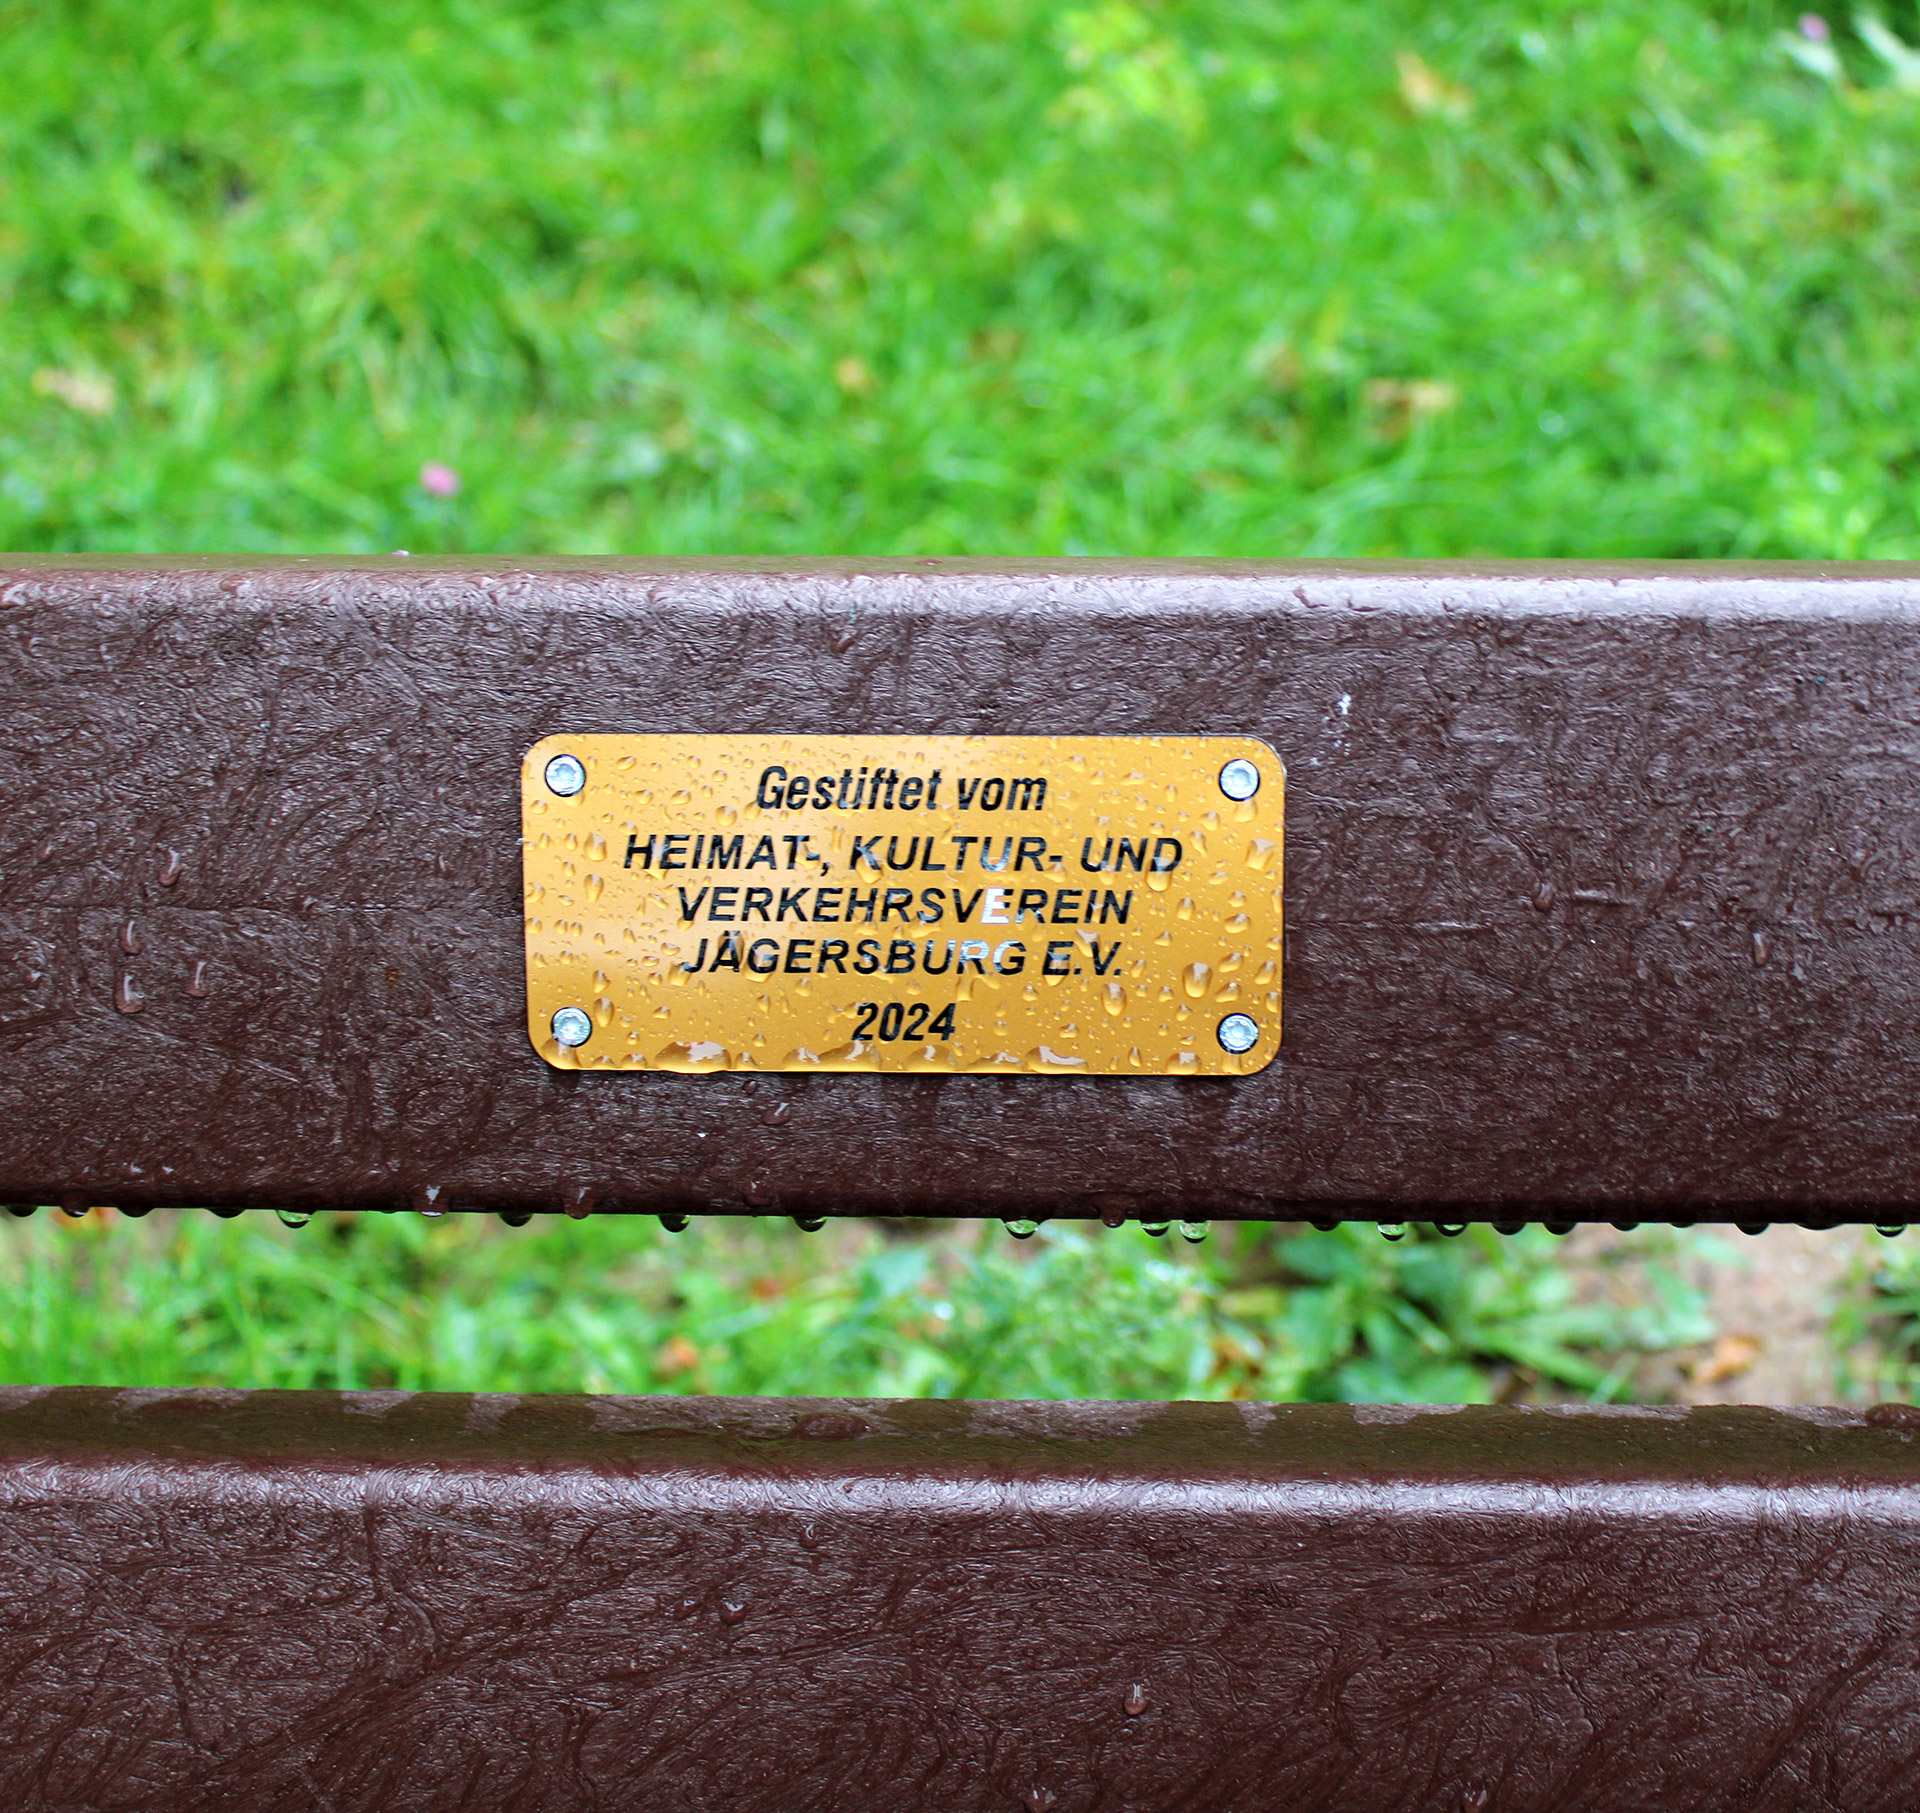 Gestiftet vom
HEIMAT-, KULTUR- UND
VERKEHRSVEREIN
JÄGERSBURG E.V.
2024